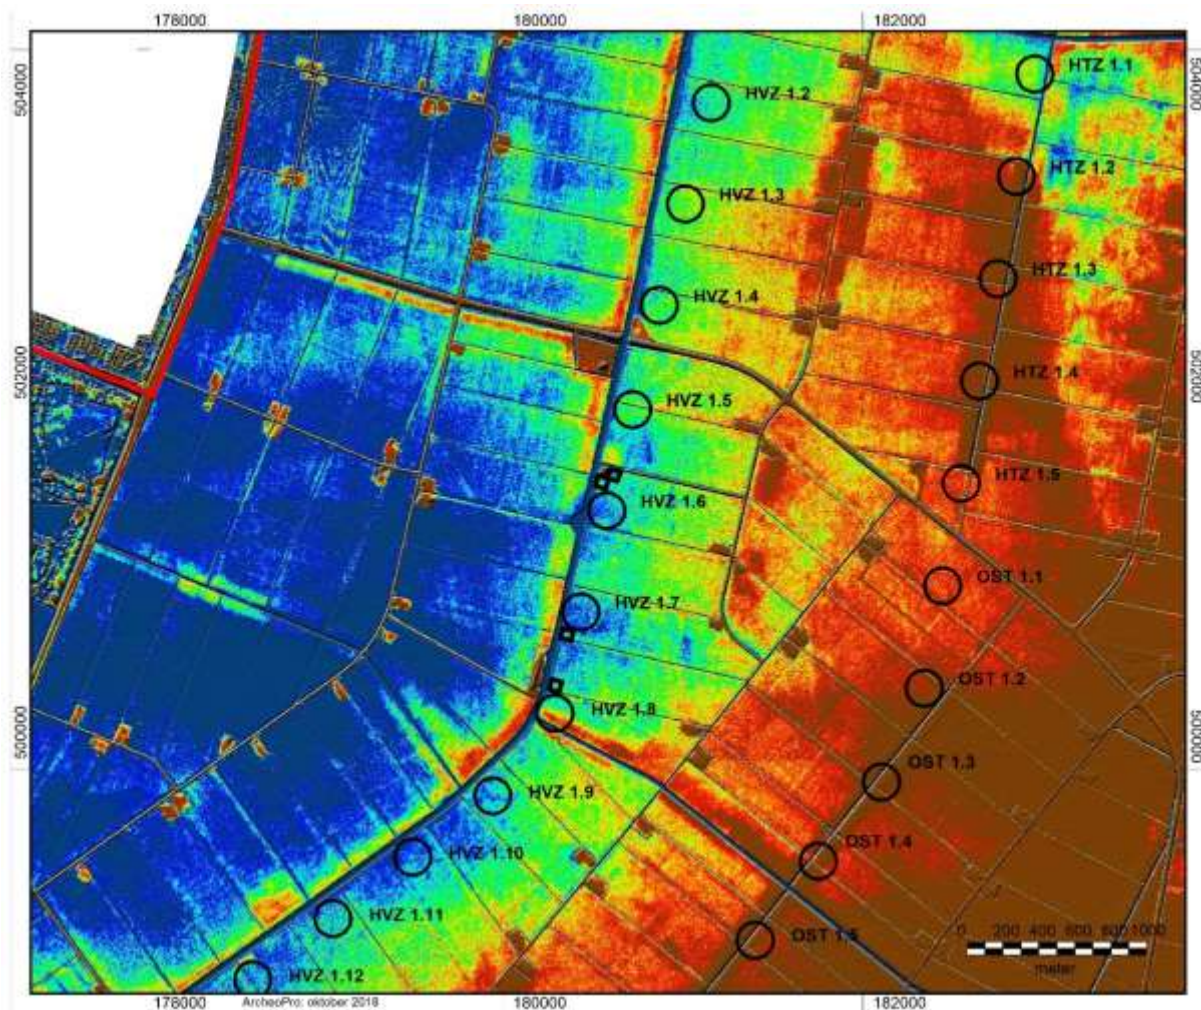 178000 180000 182000
504000 504000
HTZ 1.1
HVZ 1.2
HTZ 1.2
HVZ 1.3
HTZ 1.3
HVZ 1.4
502000 502000
HTZ 1.4
HVZ 1.5
HTZ 1.5
HVZ 1.6
OST 1.1
HVZ 1.7
OST 1.2
HVZ 1.8
500000 500000
OST 1.3
HVZ 1.9
OST 1.4
HVZ 1.10
HVZ 1.11
OST 1.5
0 200 400 600 800 1000
meter
HVZ 1.12
178000 ArcheoPro: oktober 2018 180000 182000